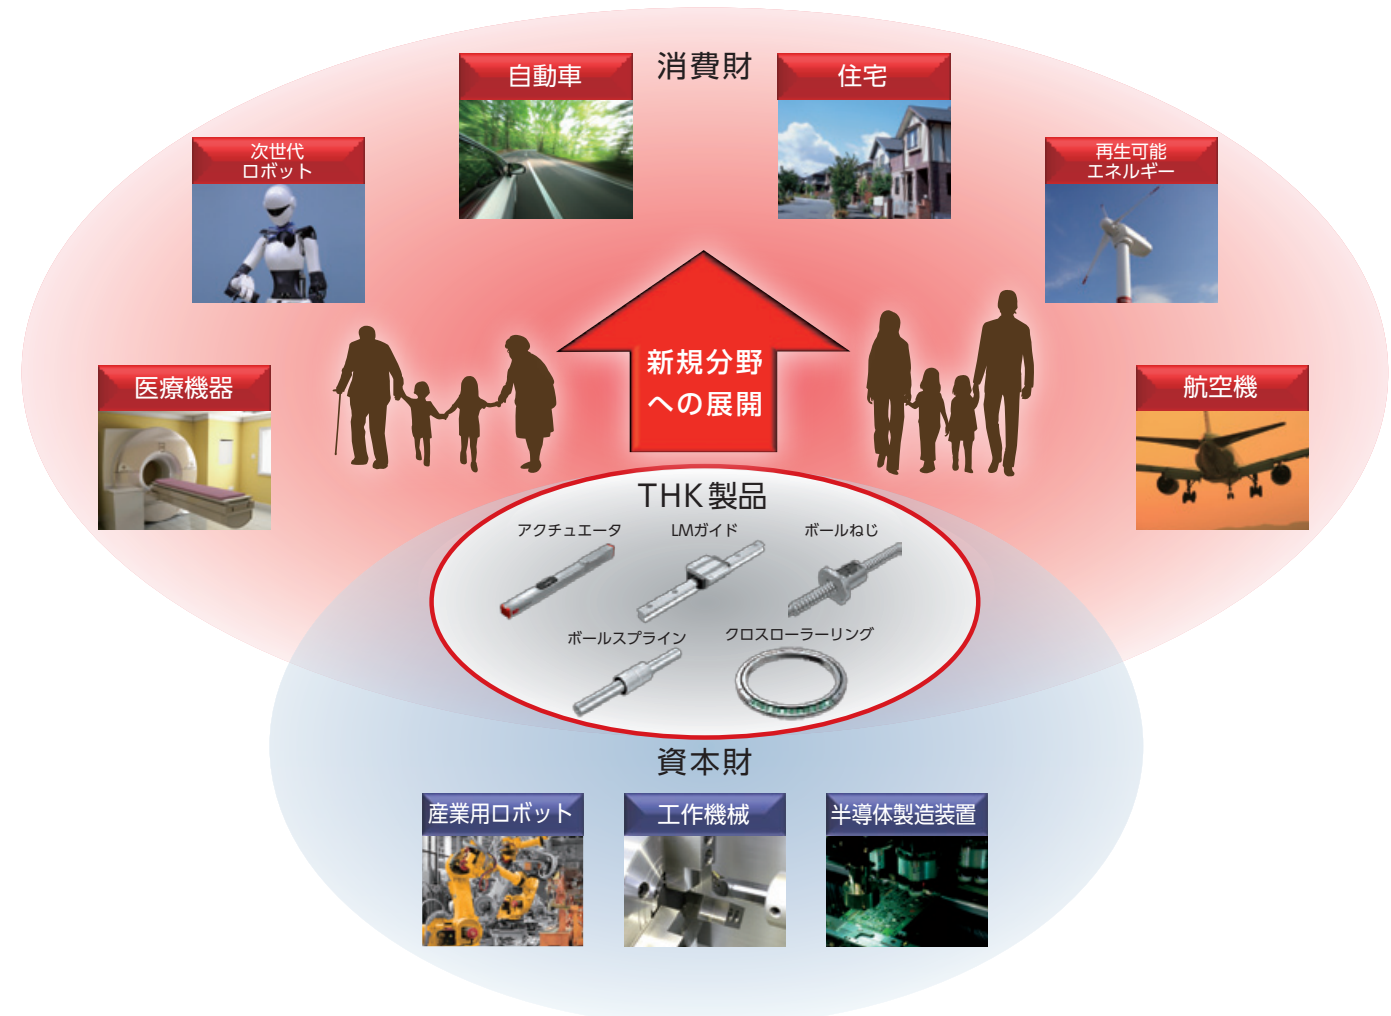 消費財
自動車
住宅
次世代
ロボット
再生可能
エネルギー
新規分野
への展開
医療機器
航空機
THK製品
アクチュエータ
LMガイド
ボールねじ
ボールスプライン
クロスローラーリング
資本財
産業用ロボット
工作機械
半導体製造装置